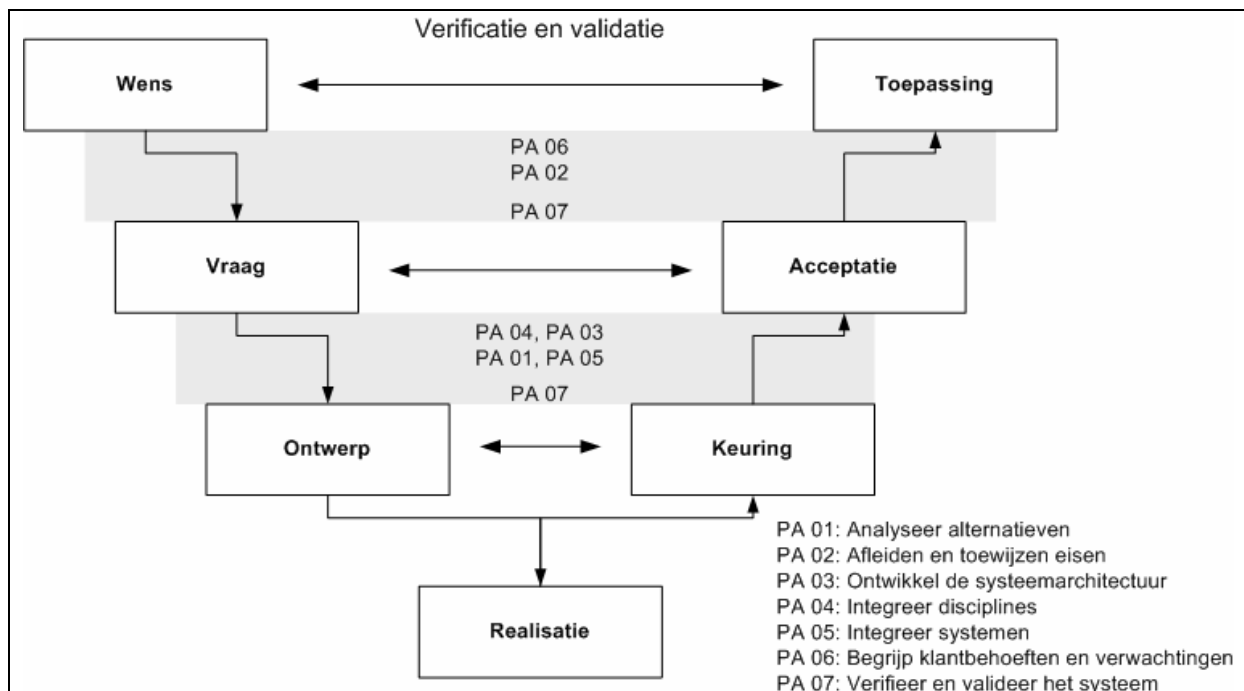 Verificatie en validatie
Wens
Toepassing
PA 06
PA 02
PA 07
Vraag
Acceptatie
PA 04, PA 03
PA 01, PA 05
PA 07
Ontwerp
Keuring
Realisatie
PA 01: Analyseer alternatieven
PA 02: Afleiden en toewijzen eisen
PA 03: Ontwikkel de systeemarchitectuur
PA 04: Integreer disciplines
PA 05: Integreer systemen
PA 06: Begrijp klantbehoeften en verwachtingen
PA 07: Verifieer en valideer het systeem